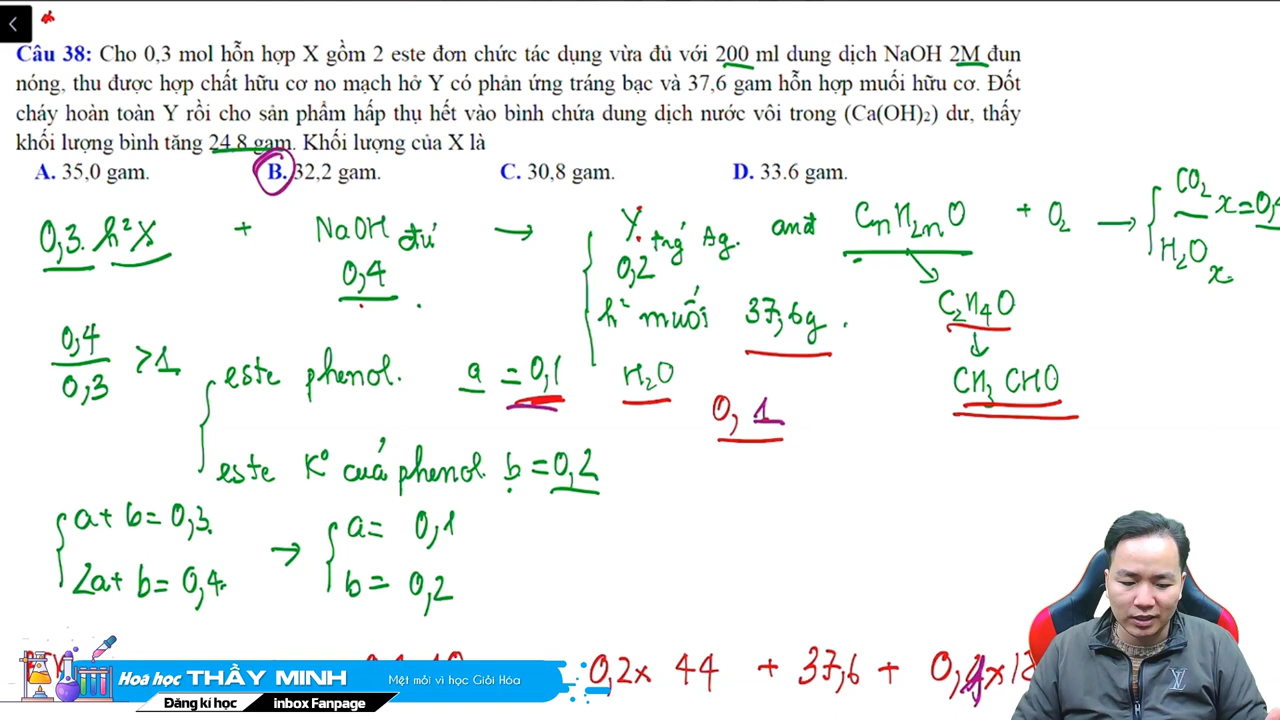 Câu 38: Cho 0,3 mol hỗn hợp X gồm 2 este đơn chức tác dụng vừa đủ với 200 ml dung dịch NaOH 2M đun
nóng, thu được hợp chất hữu cơ no mạch hở Y có phản ứng tráng bạc và 37,6 gam hỗn hợp muối hữu cơ. Đốt
cháy hoàn toàn Y rồi cho sản phẩm hấp thụ hết vào bình chứa dung dịch nước vôi trong (Ca(OH)₂) dư, thấy
khối lượng bình tăng 24,8 gam. Khối lượng của X là
A. 35,0 gam. B. 32,2 gam. C. 30,8 gam. D. 33.6 gam.
0,3. h² X + NaOH đủ → Y. tráng Ag. anđ CnH2nO + O2 → CO2 x=0,4
0,4 0,2 H2O x
h² muối 37,6g. C2H4O
0,4/0,3 >1
este phenol. a = 0,1 H2O CH3CHO
0,1
este K° của phenol. b = 0,2
a + b = 0,3. → a = 0,1
2a + b = 0,4. b = 0,2
0,2 x 44 + 37,6 +
Hoá học THẦY MINH Mệt mỏi vì học Giỏi Hóa
Đăng kí học inbox Fanpage